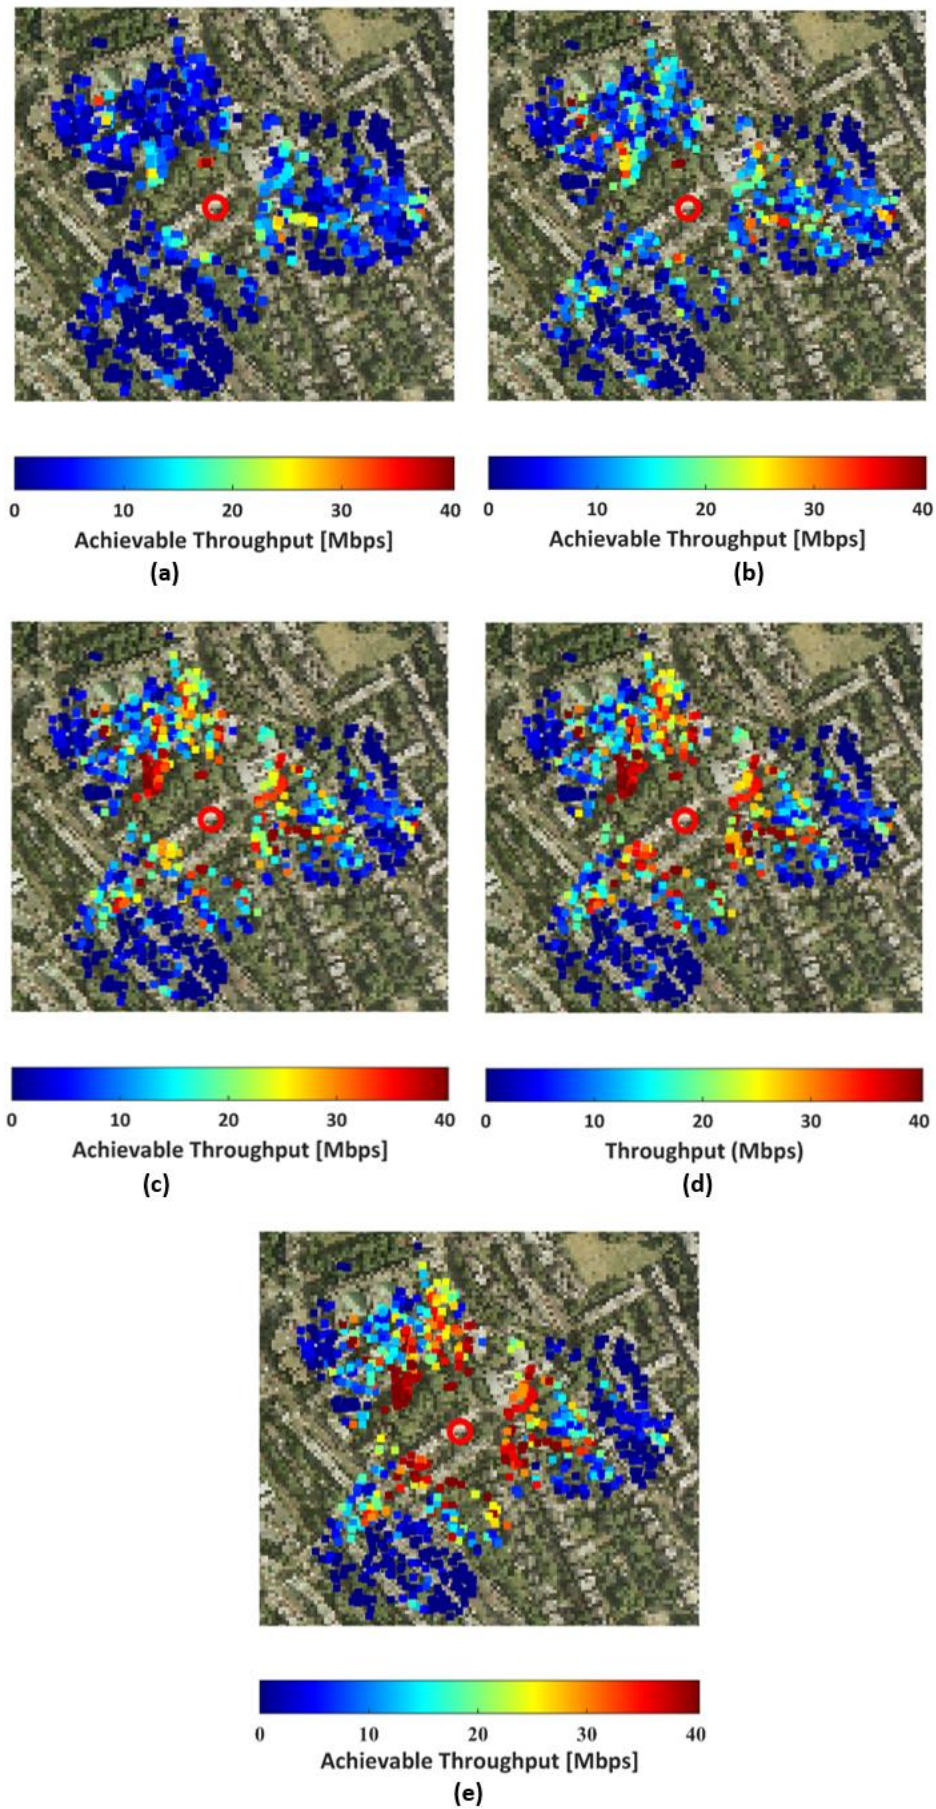 0 10 20 30 40 0 10 20 30 40
Achievable Throughput [Mbps] Achievable Throughput [Mbps]
(a) (b)
0 10 20 30 40 0 10 20 30 40
Achievable Throughput [Mbps] Throughput (Mbps)
(c) (d)
0 10 20 30 40
Achievable Throughput [Mbps]
(e)